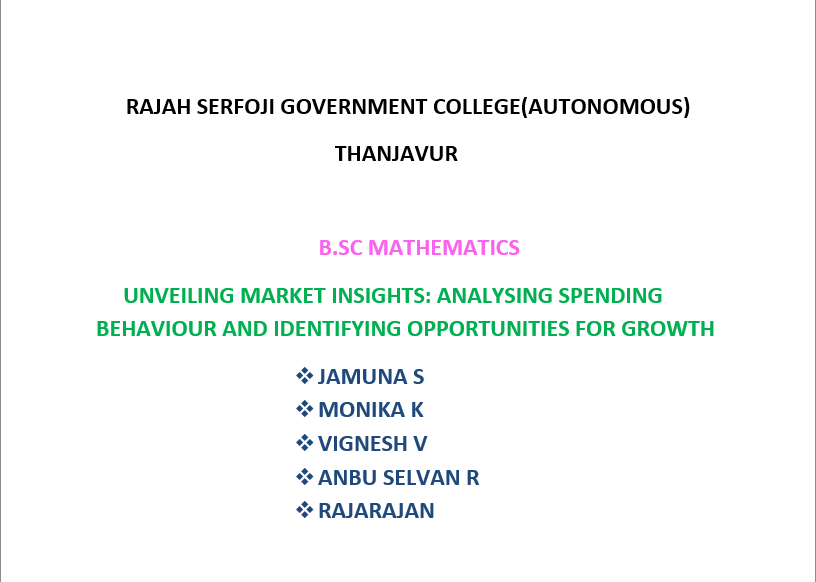 RAJAH SERFOJI GOVERNMENT COLLEGE(AUTONOMOUS)
THANJAVUR
B.SC MATHEMATICS
UNVEILING MARKET INSIGHTS: ANALYSING SPENDING
BEHAVIOUR AND IDENTIFYING OPPORTUNITIES FOR GROWTH
❖ JAMUNA S
❖ MONIKA K
❖ VIGNESH V
❖ ANBU SELVAN R
❖ RAJARAJAN